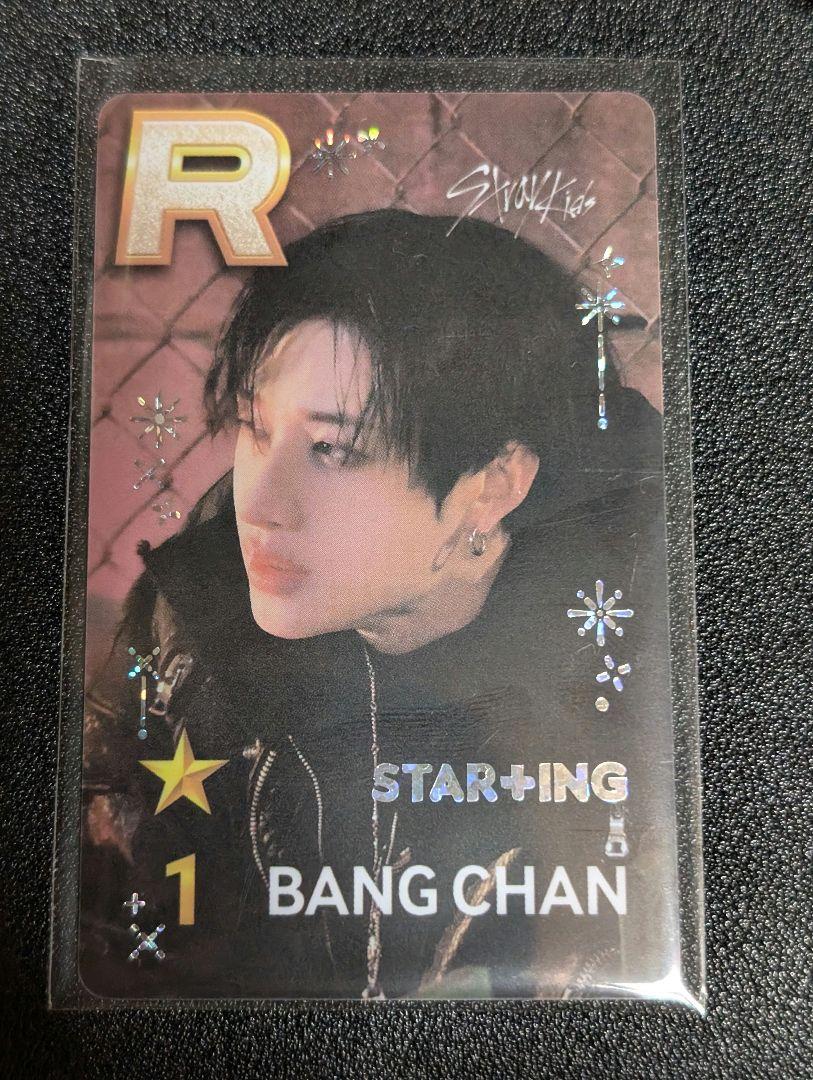 R
Stray Kids
STAR+ING
1
BANG CHAN